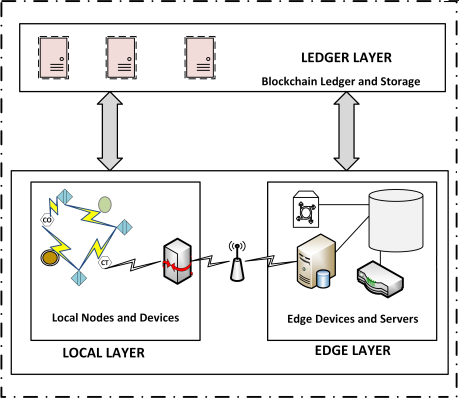 LEDGER LAYER
Blockchain Ledger and Storage
CO
CT
Local Nodes and Devices
Edge Devices and Servers
LOCAL LAYER
EDGE LAYER